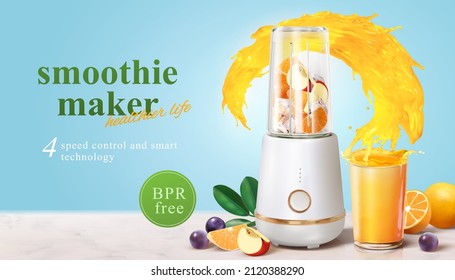 smoothie
maker
healthier life
4 speed control and smart
technology
BPR
free
shutterstock.com · 2120388290